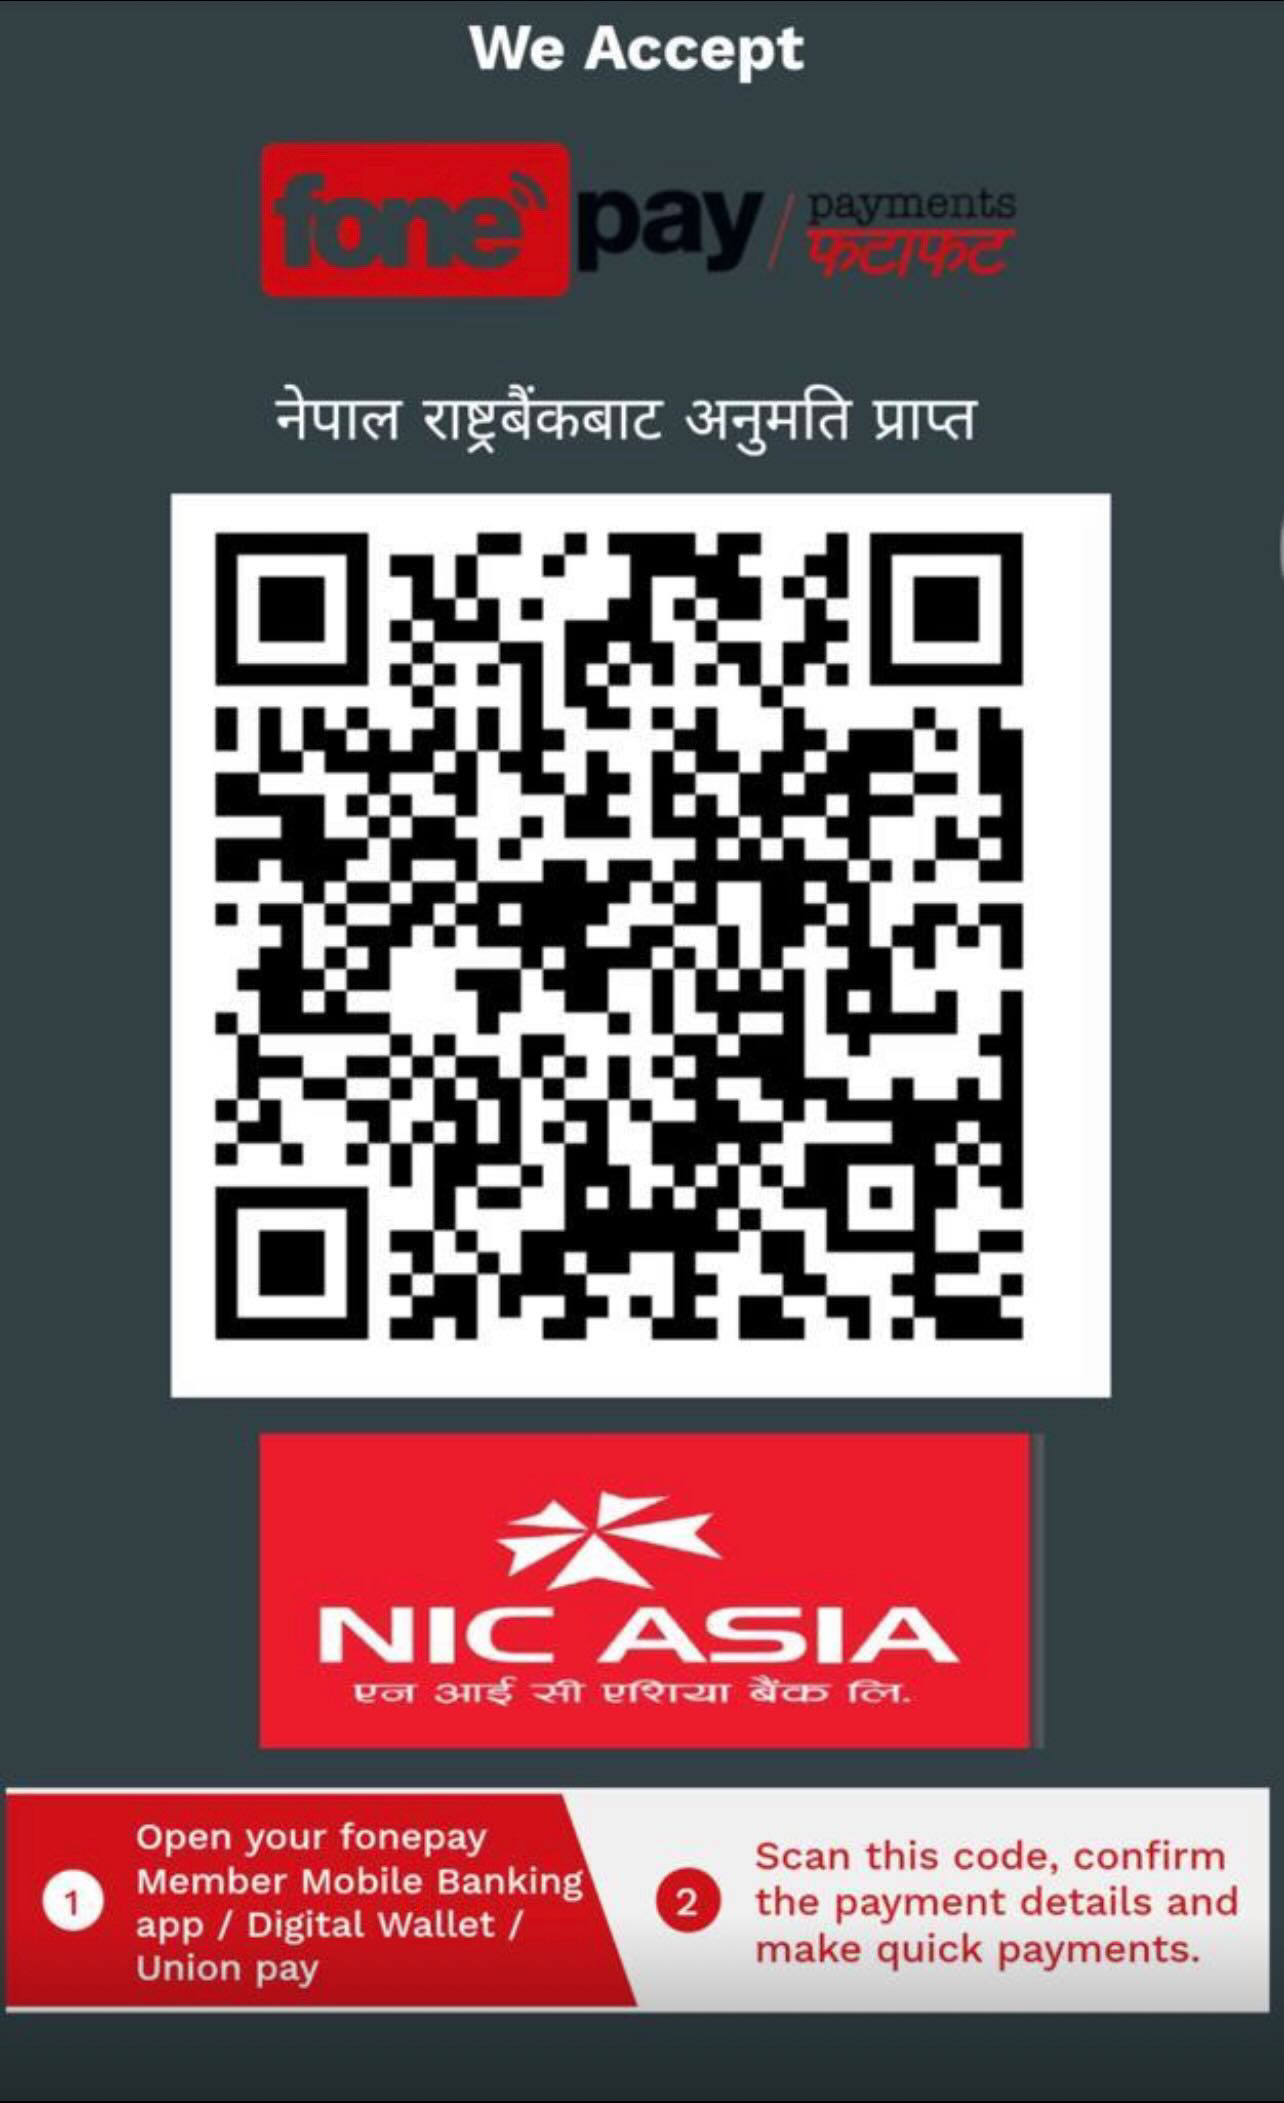 We Accept
fonepay / payments
फटाफट
नेपाल राष्ट्रबैंकबाट अनुमति प्राप्त
NIC ASIA
एन आई सी एशिया बैंक लि.
1
Open your fonepay
Member Mobile Banking
app / Digital Wallet /
Union pay
2
Scan this code, confirm
the payment details and
make quick payments.